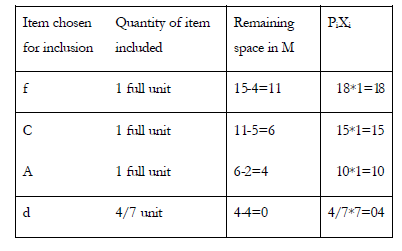 Item chosen for inclusion | Quantity of item included | Remaining space in M | PᵢXᵢ
f | 1 full unit | 15-4=11 | 18*1=18
C | 1 full unit | 11-5=6 | 15*1=15
A | 1 full unit | 6-2=4 | 10*1=10
d | 4/7 unit | 4-4=0 | 4/7*7=04